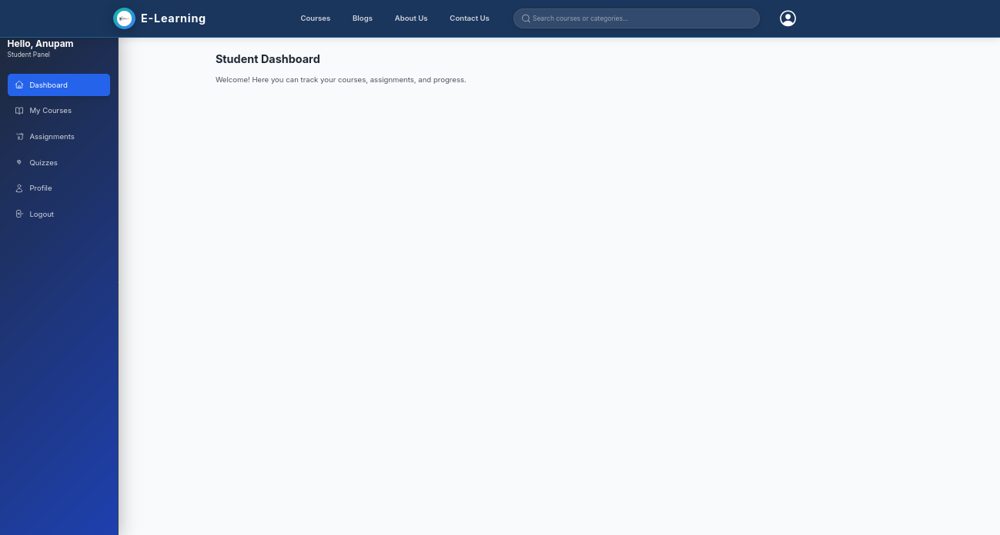 E-Learning
Courses
Blogs
About Us
Contact Us
Search courses or categories...
Hello, Anupam
Student Panel
Dashboard
My Courses
Assignments
Quizzes
Profile
Logout
Student Dashboard
Welcome! Here you can track your courses, assignments, and progress.